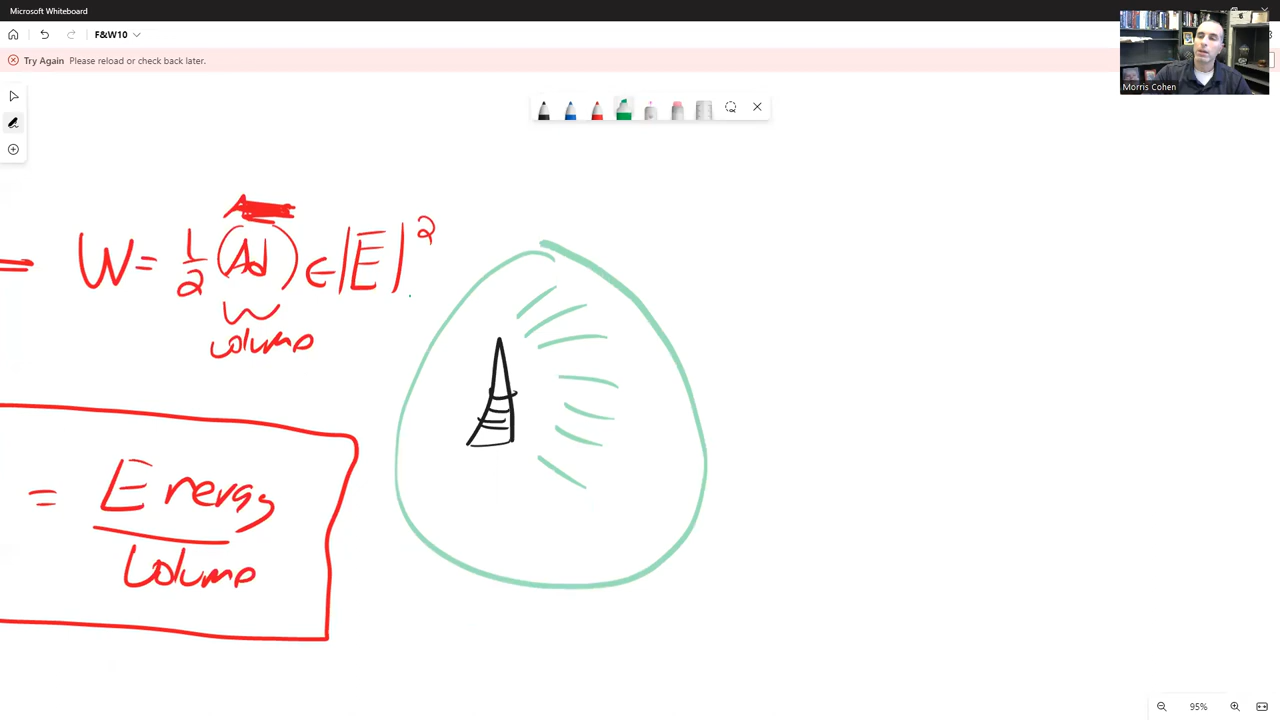 Microsoft Whiteboard
F&W10
Try Again Please reload or check back later.
Morris Cohen
= W = 1/2 (Ad) ∈ |E|²
Volume
= Energy
Volume
95%